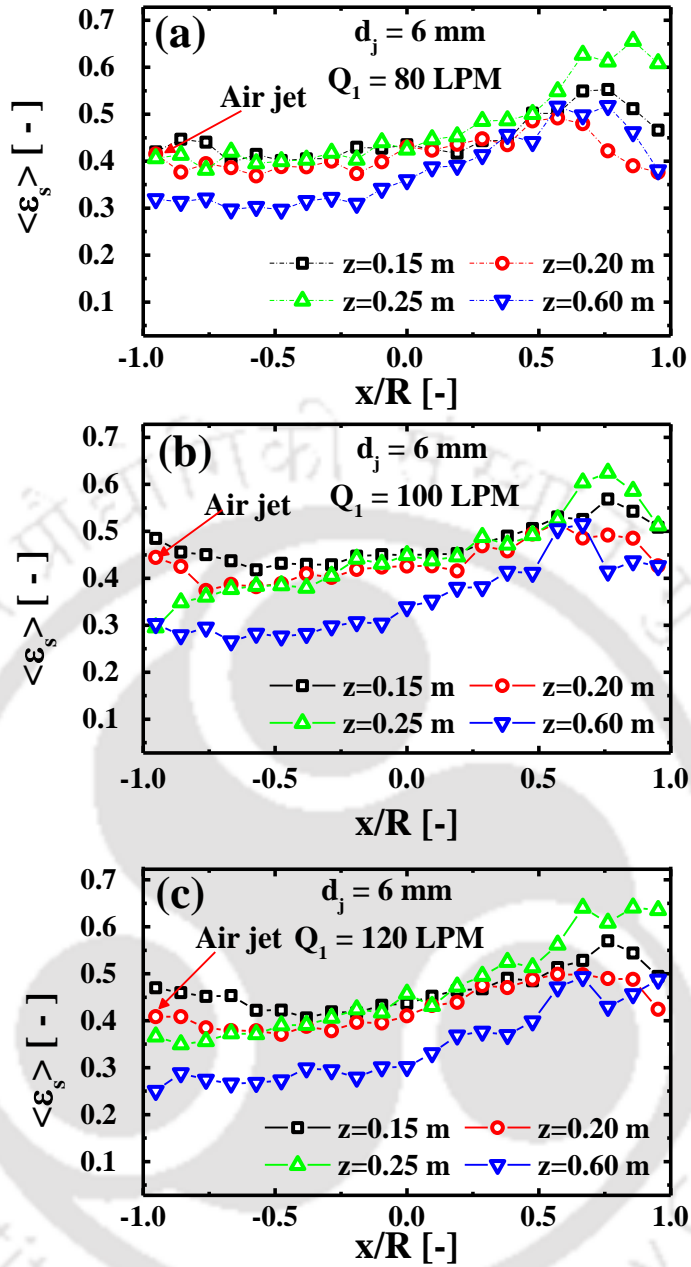 (a)
d_j = 6 mm
Q_1 = 80 LPM
Air jet
<ε_s> [ - ]
0.7
0.6
0.5
0.4
0.3
0.2
0.1
z=0.15 m z=0.20 m
z=0.25 m z=0.60 m
-1.0 -0.5 0.0 0.5 1.0
x/R [-]
(b)
d_j = 6 mm
Q_1 = 100 LPM
Air jet
<ε_s> [ - ]
0.7
0.6
0.5
0.4
0.3
0.2
0.1
z=0.15 m z=0.20 m
z=0.25 m z=0.60 m
-1.0 -0.5 0.0 0.5 1.0
x/R [-]
(c)
d_j = 6 mm
Air jet Q_1 = 120 LPM
<ε_s> [ - ]
0.7
0.6
0.5
0.4
0.3
0.2
0.1
z=0.15 m z=0.20 m
z=0.25 m z=0.60 m
-1.0 -0.5 0.0 0.5 1.0
x/R [-]